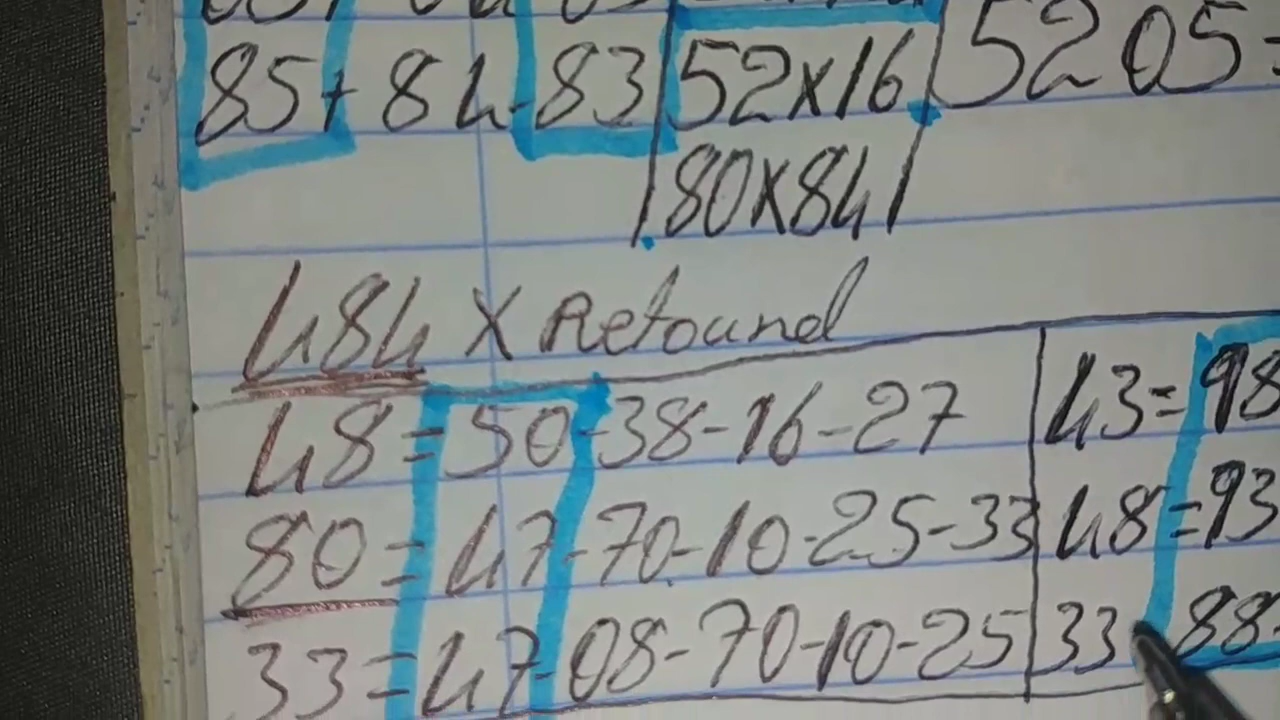 85+84-83 52x16 5205=
80x84
484 x Retound
48=50-38-16-27 43=98
80=47-70-10-25-33 48=93
33=47-08-70-10-25 33 88-